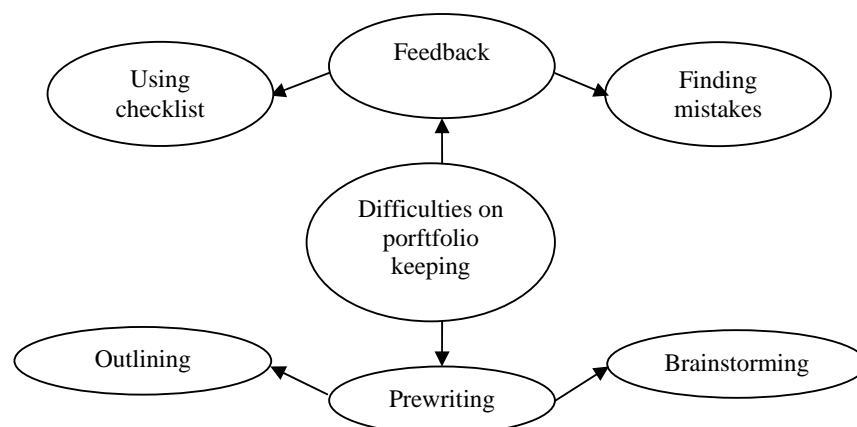 Feedback
Using
checklist
Finding
mistakes
Difficulties on
porftfolio
keeping
Outlining
Brainstorming
Prewriting